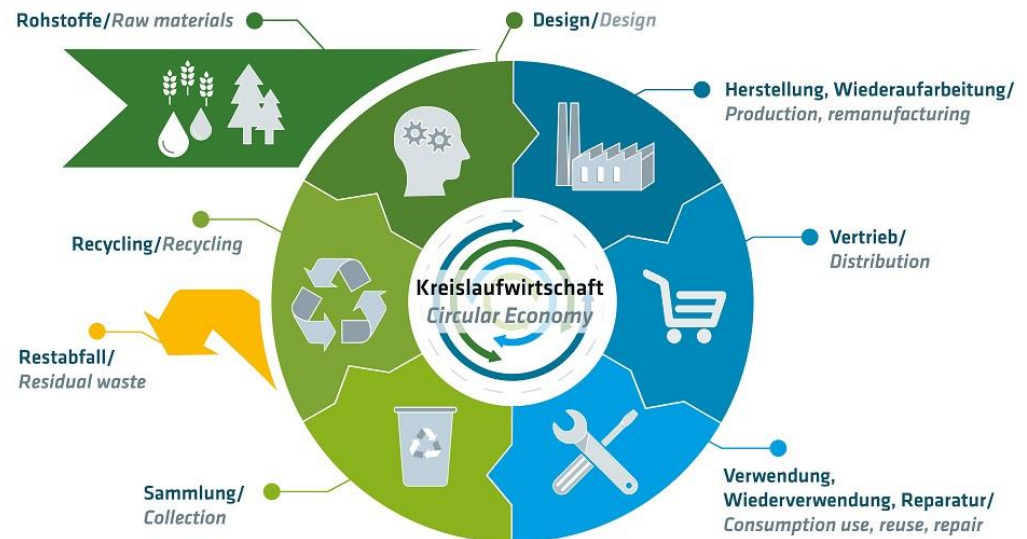 Rohstoffe/Raw materials
Design/Design
Herstellung, Wiederaufarbeitung/
Production, remanufacturing
Vertrieb/
Distribution
Verwendung,
Wiederverwendung, Reparatur/
Consumption use, reuse, repair
Sammlung/
Collection
Restabfall/
Residual waste
Recycling/Recycling
Kreislaufwirtschaft
Circular Economy